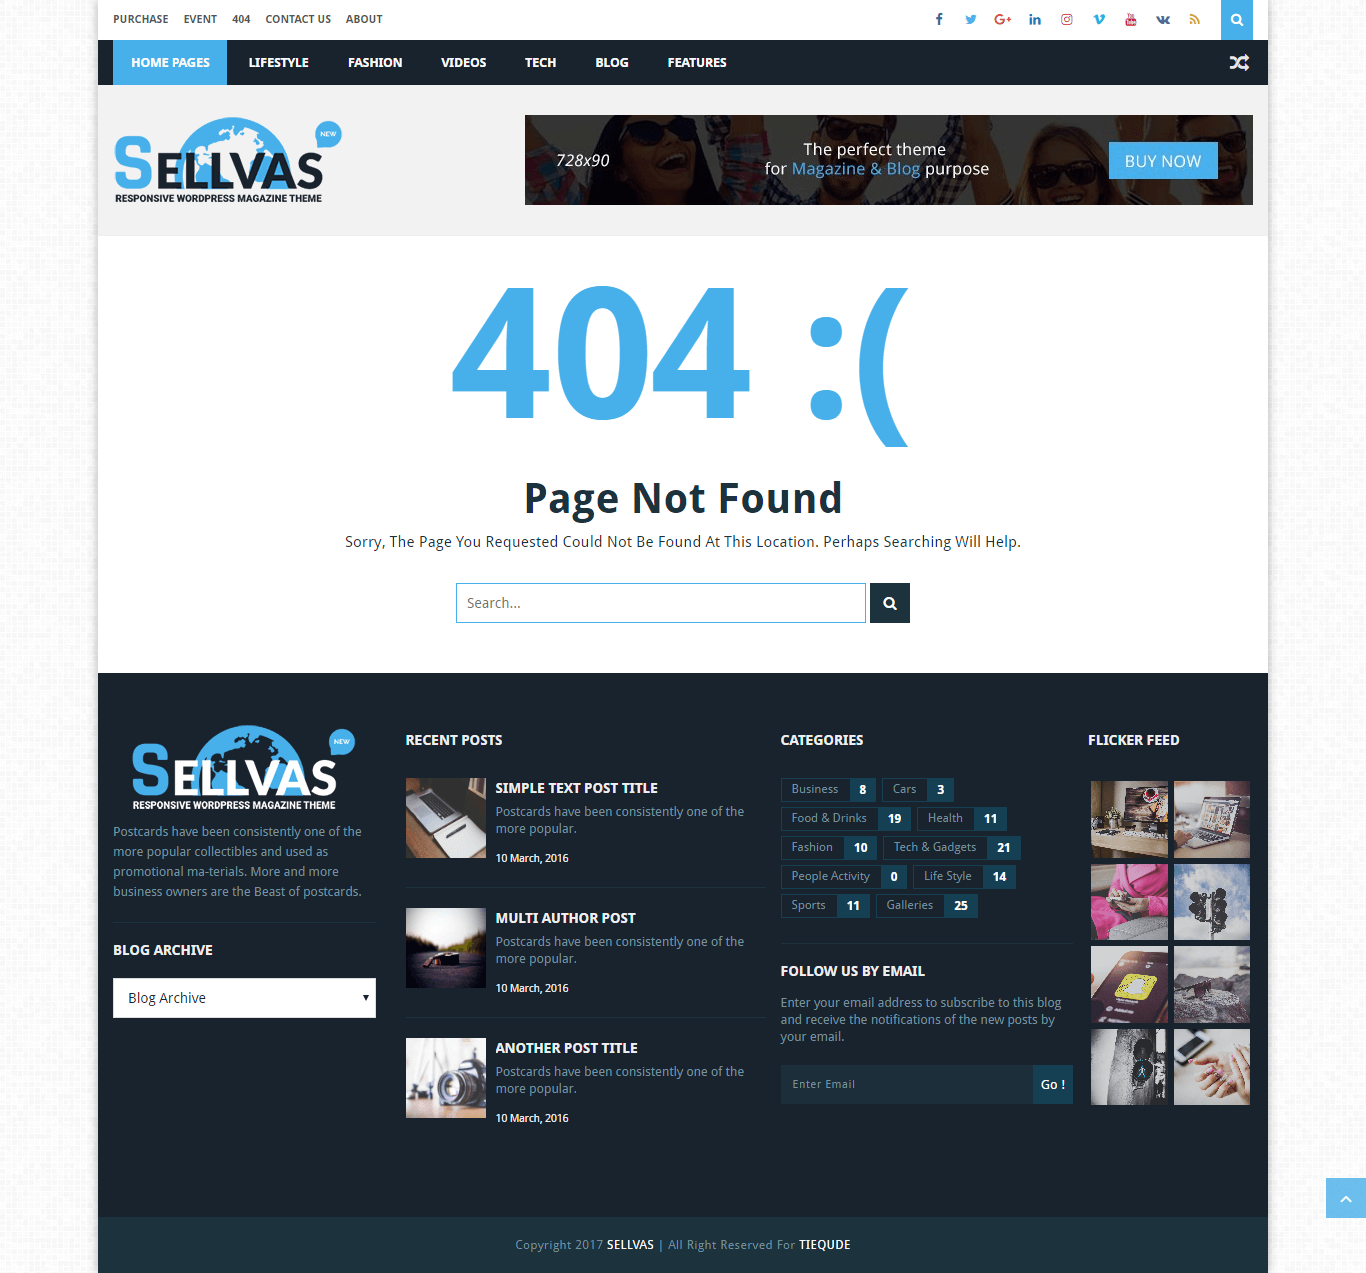 PURCHASE EVENT 404 CONTACT US ABOUT
HOME PAGES LIFESTYLE FASHION VIDEOS TECH BLOG FEATURES
SELLVAS NEW
RESPONSIVE WORDPRESS MAGAZINE THEME
728x90
The perfect theme
for Magazine & Blog purpose
BUY NOW
404 :(
Page Not Found
Sorry, The Page You Requested Could Not Be Found At This Location. Perhaps Searching Will Help.
Search...
SELLVAS NEW
RESPONSIVE WORDPRESS MAGAZINE THEME
Postcards have been consistently one of the
more popular collectibles and used as
promotional ma-terials. More and more
business owners are the Beast of postcards.
BLOG ARCHIVE
Blog Archive
RECENT POSTS
SIMPLE TEXT POST TITLE
Postcards have been consistently one of the
more popular.
10 March, 2016
MULTI AUTHOR POST
Postcards have been consistently one of the
more popular.
10 March, 2016
ANOTHER POST TITLE
Postcards have been consistently one of the
more popular.
10 March, 2016
CATEGORIES
Business 8 Cars 3
Food & Drinks 19 Health 11
Fashion 10 Tech & Gadgets 21
People Activity 0 Life Style 14
Sports 11 Galleries 25
FOLLOW US BY EMAIL
Enter your email address to subscribe to this blog
and receive the notifications of the new posts by
your email.
Enter Email Go !
FLICKER FEED
Copyright 2017 SELLVAS | All Right Reserved For TIEQUDE